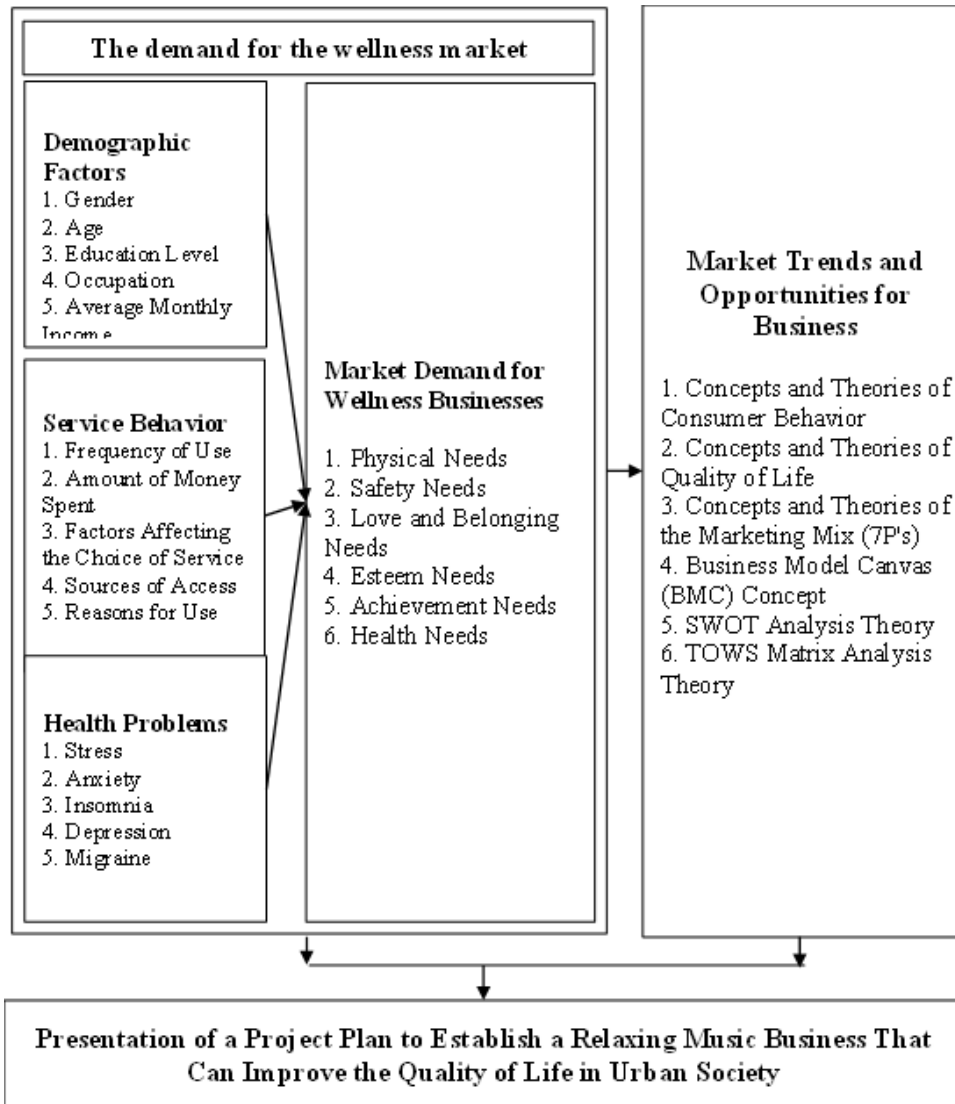 The demand for the wellness market
Demographic
Factors
1. Gender
2. Age
3. Education Level
4. Occupation
5. Average Monthly
Income
Service Behavior
1. Frequency of Use
2. Amount of Money
Spent
3. Factors Affecting
the Choice of Service
4. Sources of Access
5. Reasons for Use
Health Problems
1. Stress
2. Anxiety
3. Insomnia
4. Depression
5. Migraine
Market Demand for
Wellness Businesses
1. Physical Needs
2. Safety Needs
3. Love and Belonging
Needs
4. Esteem Needs
5. Achievement Needs
6. Health Needs
Market Trends and
Opportunities for
Business
1. Concepts and Theories of
Consumer Behavior
2. Concepts and Theories of
Quality of Life
3. Concepts and Theories of
the Marketing Mix (7P's)
4. Business Model Canvas
(BMC) Concept
5. SWOT Analysis Theory
6. TOWS Matrix Analysis
Theory
Presentation of a Project Plan to Establish a Relaxing Music Business That
Can Improve the Quality of Life in Urban Society